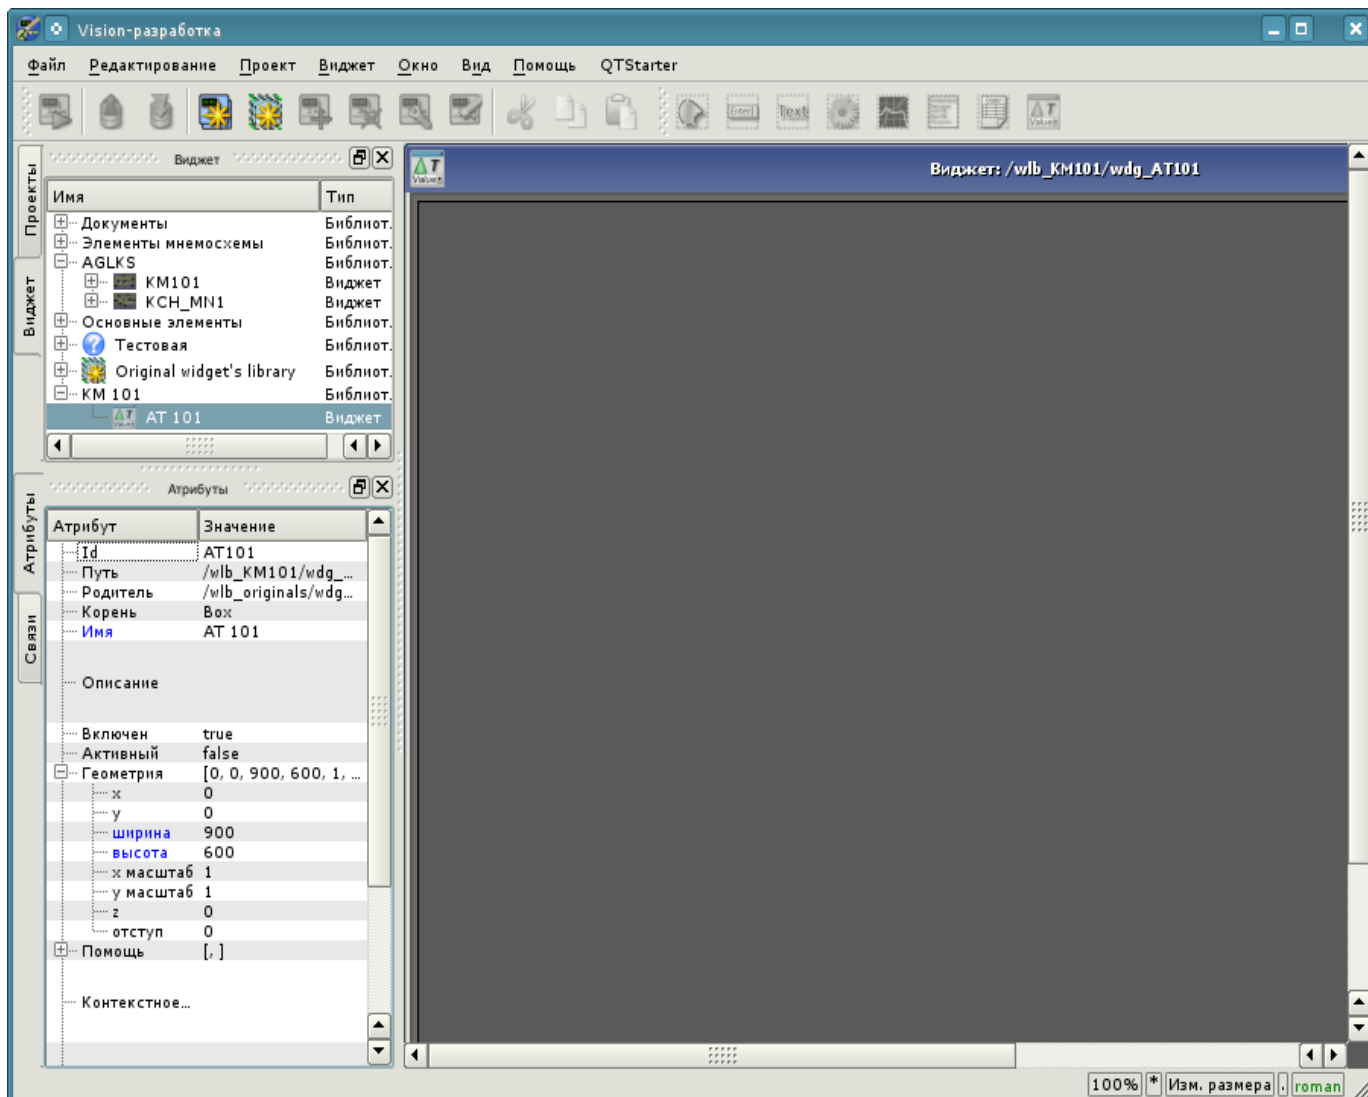 Vision-разработка
Файл Редактирование Проект Виджет Окно Вид Помощь QTStarter
Text
Проекты
Виджет
Виджет
Имя Тип
Документы Библиот.
Элементы мнемосхемы Библиот.
AGLKS Библиот.
KM101 Виджет
KCH_MN1 Виджет
Основные элементы Библиот.
Тестовая Библиот.
Original widget's library Библиот.
KM 101 Библиот.
AT 101 Виджет
Виджет: /wlb_KM101/wdg_AT101
Атрибуты
Связи
Атрибуты
Атрибут Значение
Id AT101
Путь /wlb_KM101/wdg_...
Родитель /wlb_originals/wdg...
Корень Box
Имя AT 101
Описание
Включен true
Активный false
Геометрия [0, 0, 900, 600, 1, ...
x 0
y 0
ширина 900
высота 600
x масштаб 1
y масштаб 1
z 0
отступ 0
Помощь [, ]
Контекстное...
100% * Изм. размера . roman